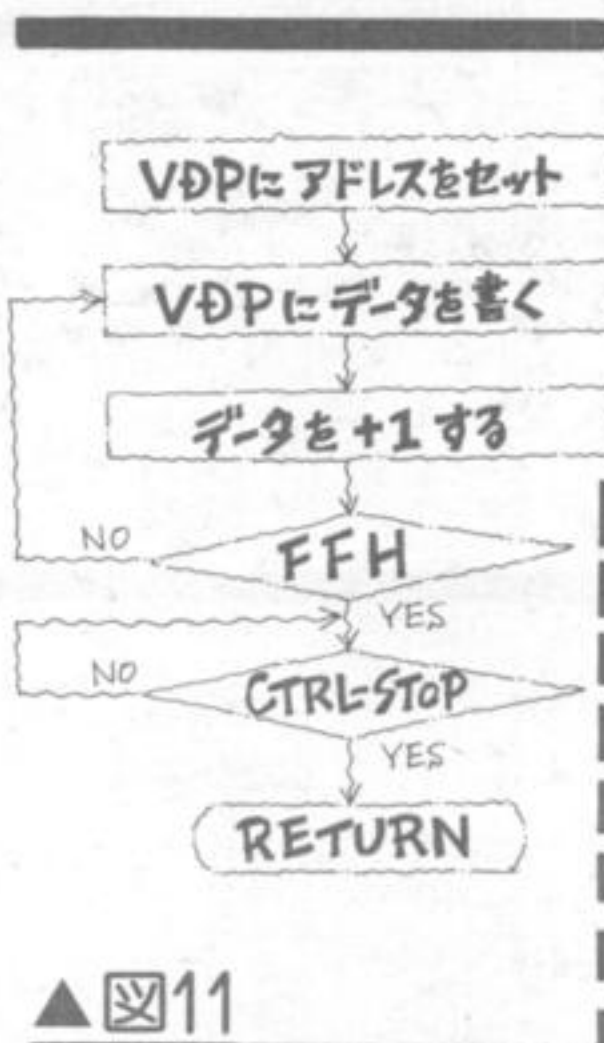 VDPに アドレスをセット
VDPに データを書く
データを +1 する
FFH
NO
YES
CTRL-STOP
NO
YES
RETURN
▲図11